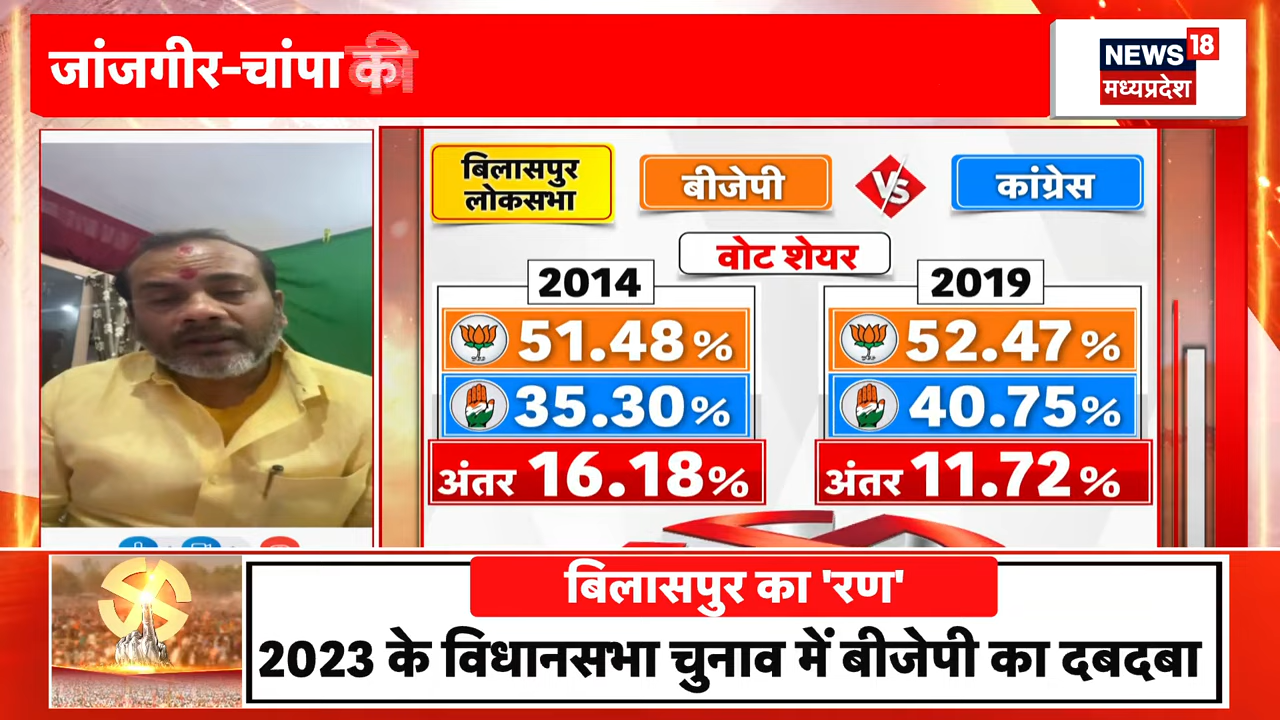 जांजगीर-चांपा की
NEWS 18
मध्यप्रदेश
बिलासपुर
लोकसभा
बीजेपी
VS
कांग्रेस
वोट शेयर
2014
51.48%
35.30%
अंतर 16.18%
2019
52.47%
40.75%
अंतर 11.72%
बिलासपुर का 'रण'
2023 के विधानसभा चुनाव में बीजेपी का दबदबा